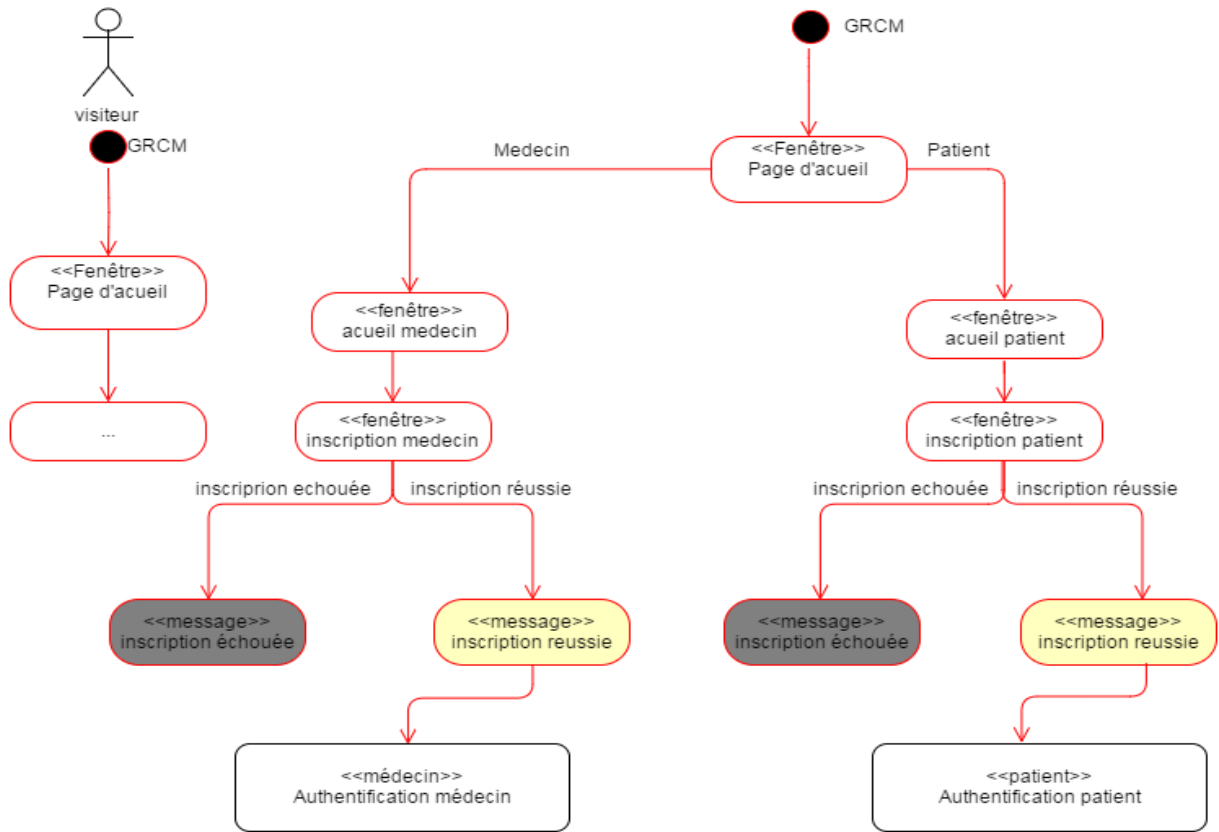 visiteur
GRCM
<<Fenêtre>>
Page d'acueil
...
GRCM
<<Fenêtre>>
Page d'acueil
Medecin
Patient
<<fenêtre>>
acueil medecin
<<fenêtre>>
inscription medecin
inscriprion echouée
inscription réussie
<<message>>
inscription échouée
<<message>>
inscription reussie
<<médecin>>
Authentification médecin
<<fenêtre>>
acueil patient
<<fenêtre>>
inscription patient
inscriprion echouée
inscription réussie
<<message>>
inscription échouée
<<message>>
inscription reussie
<<patient>>
Authentification patient